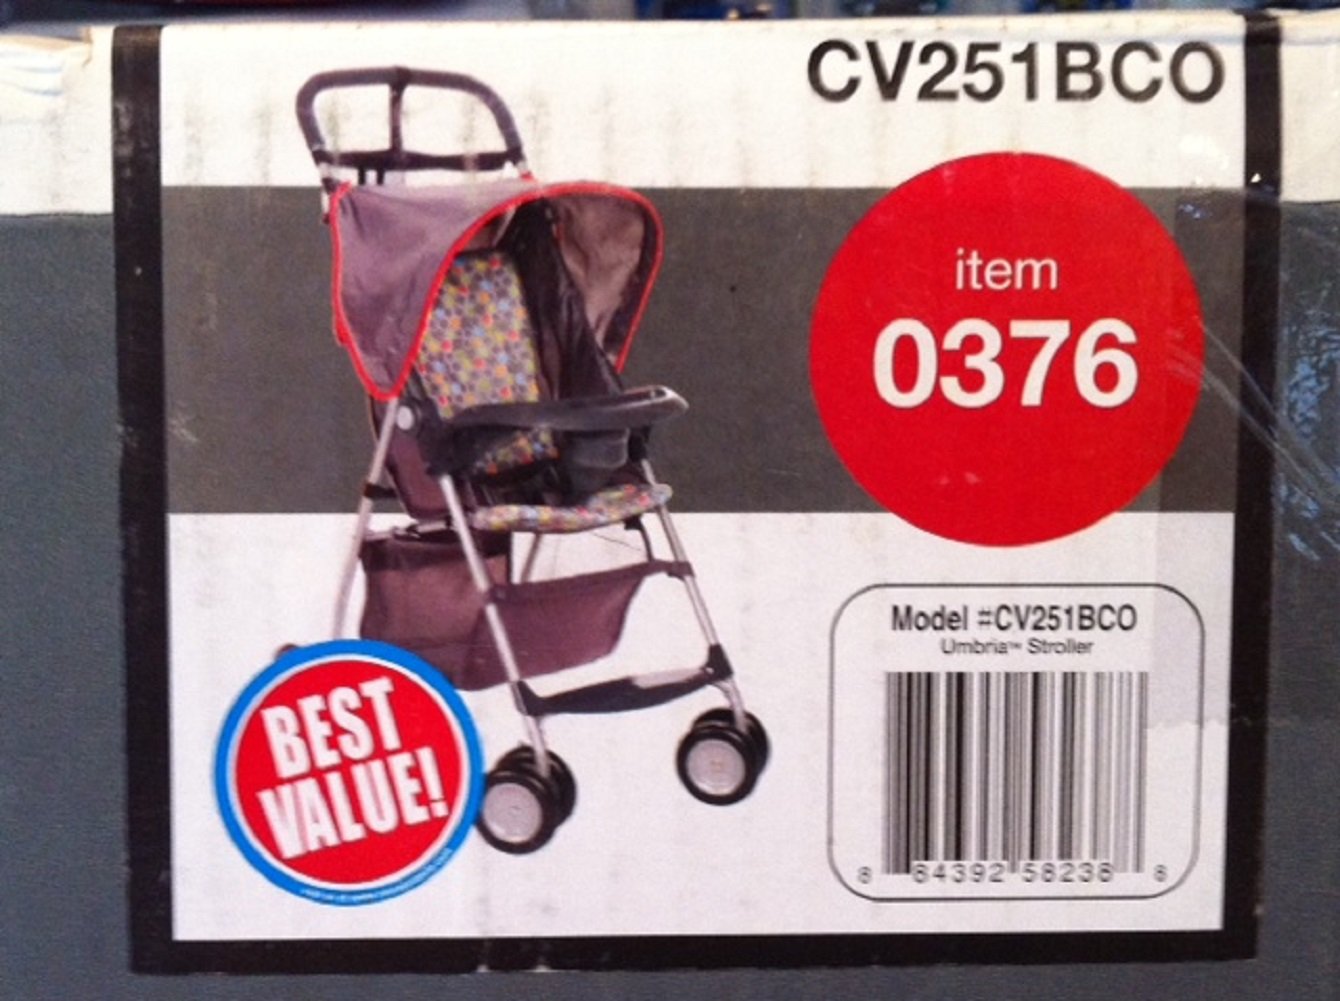 CV251BCO
item
0376
Model #CV251BCO
Umbria™ Stroller
8 84392 58238 8
BEST
VALUE!